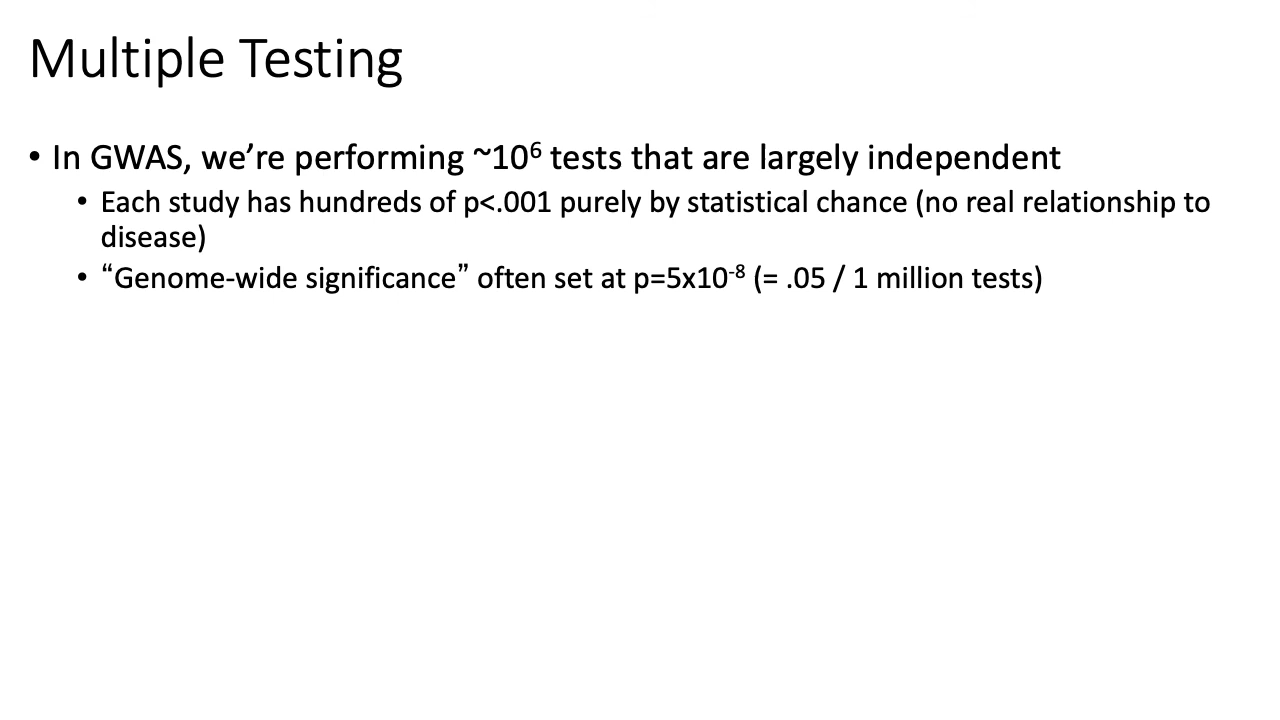 Multiple Testing
• In GWAS, we’re performing ~10⁶ tests that are largely independent
• Each study has hundreds of p<.001 purely by statistical chance (no real relationship to
disease)
• “Genome-wide significance” often set at p=5x10⁻⁸ (= .05 / 1 million tests)